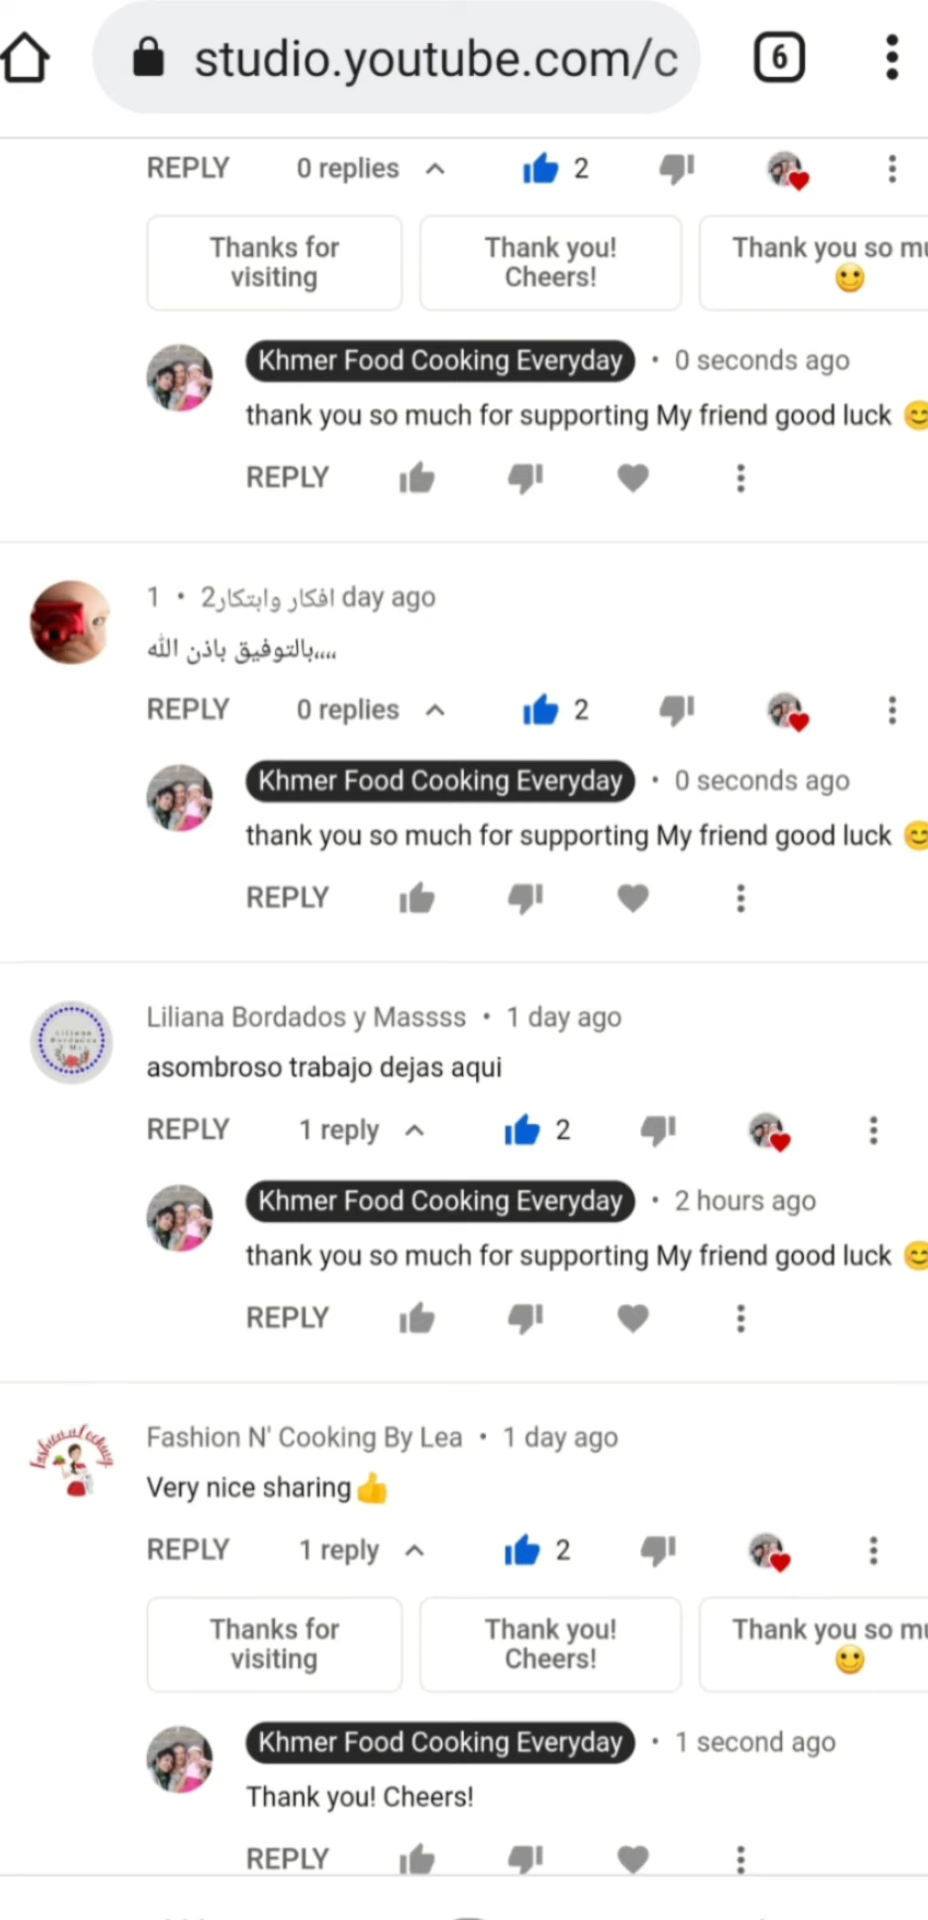 studio.youtube.com/c
6
REPLY 0 replies 2
Thanks for visiting
Thank you! Cheers!
Thank you so mu 🙂
Khmer Food Cooking Everyday • 0 seconds ago
thank you so much for supporting My friend good luck 😊
REPLY
1 • افكار وابتكار2 day ago
بالتوفيق باذن الله،،،،
REPLY 0 replies 2
Khmer Food Cooking Everyday • 0 seconds ago
thank you so much for supporting My friend good luck 😊
REPLY
Liliana Bordados y Massss • 1 day ago
asombroso trabajo dejas aqui
REPLY 1 reply 2
Khmer Food Cooking Everyday • 2 hours ago
thank you so much for supporting My friend good luck 😊
REPLY
Fashion N' Cooking By Lea • 1 day ago
Very nice sharing👍
REPLY 1 reply 2
Thanks for visiting
Thank you! Cheers!
Thank you so mu 🙂
Khmer Food Cooking Everyday • 1 second ago
Thank you! Cheers!
REPLY